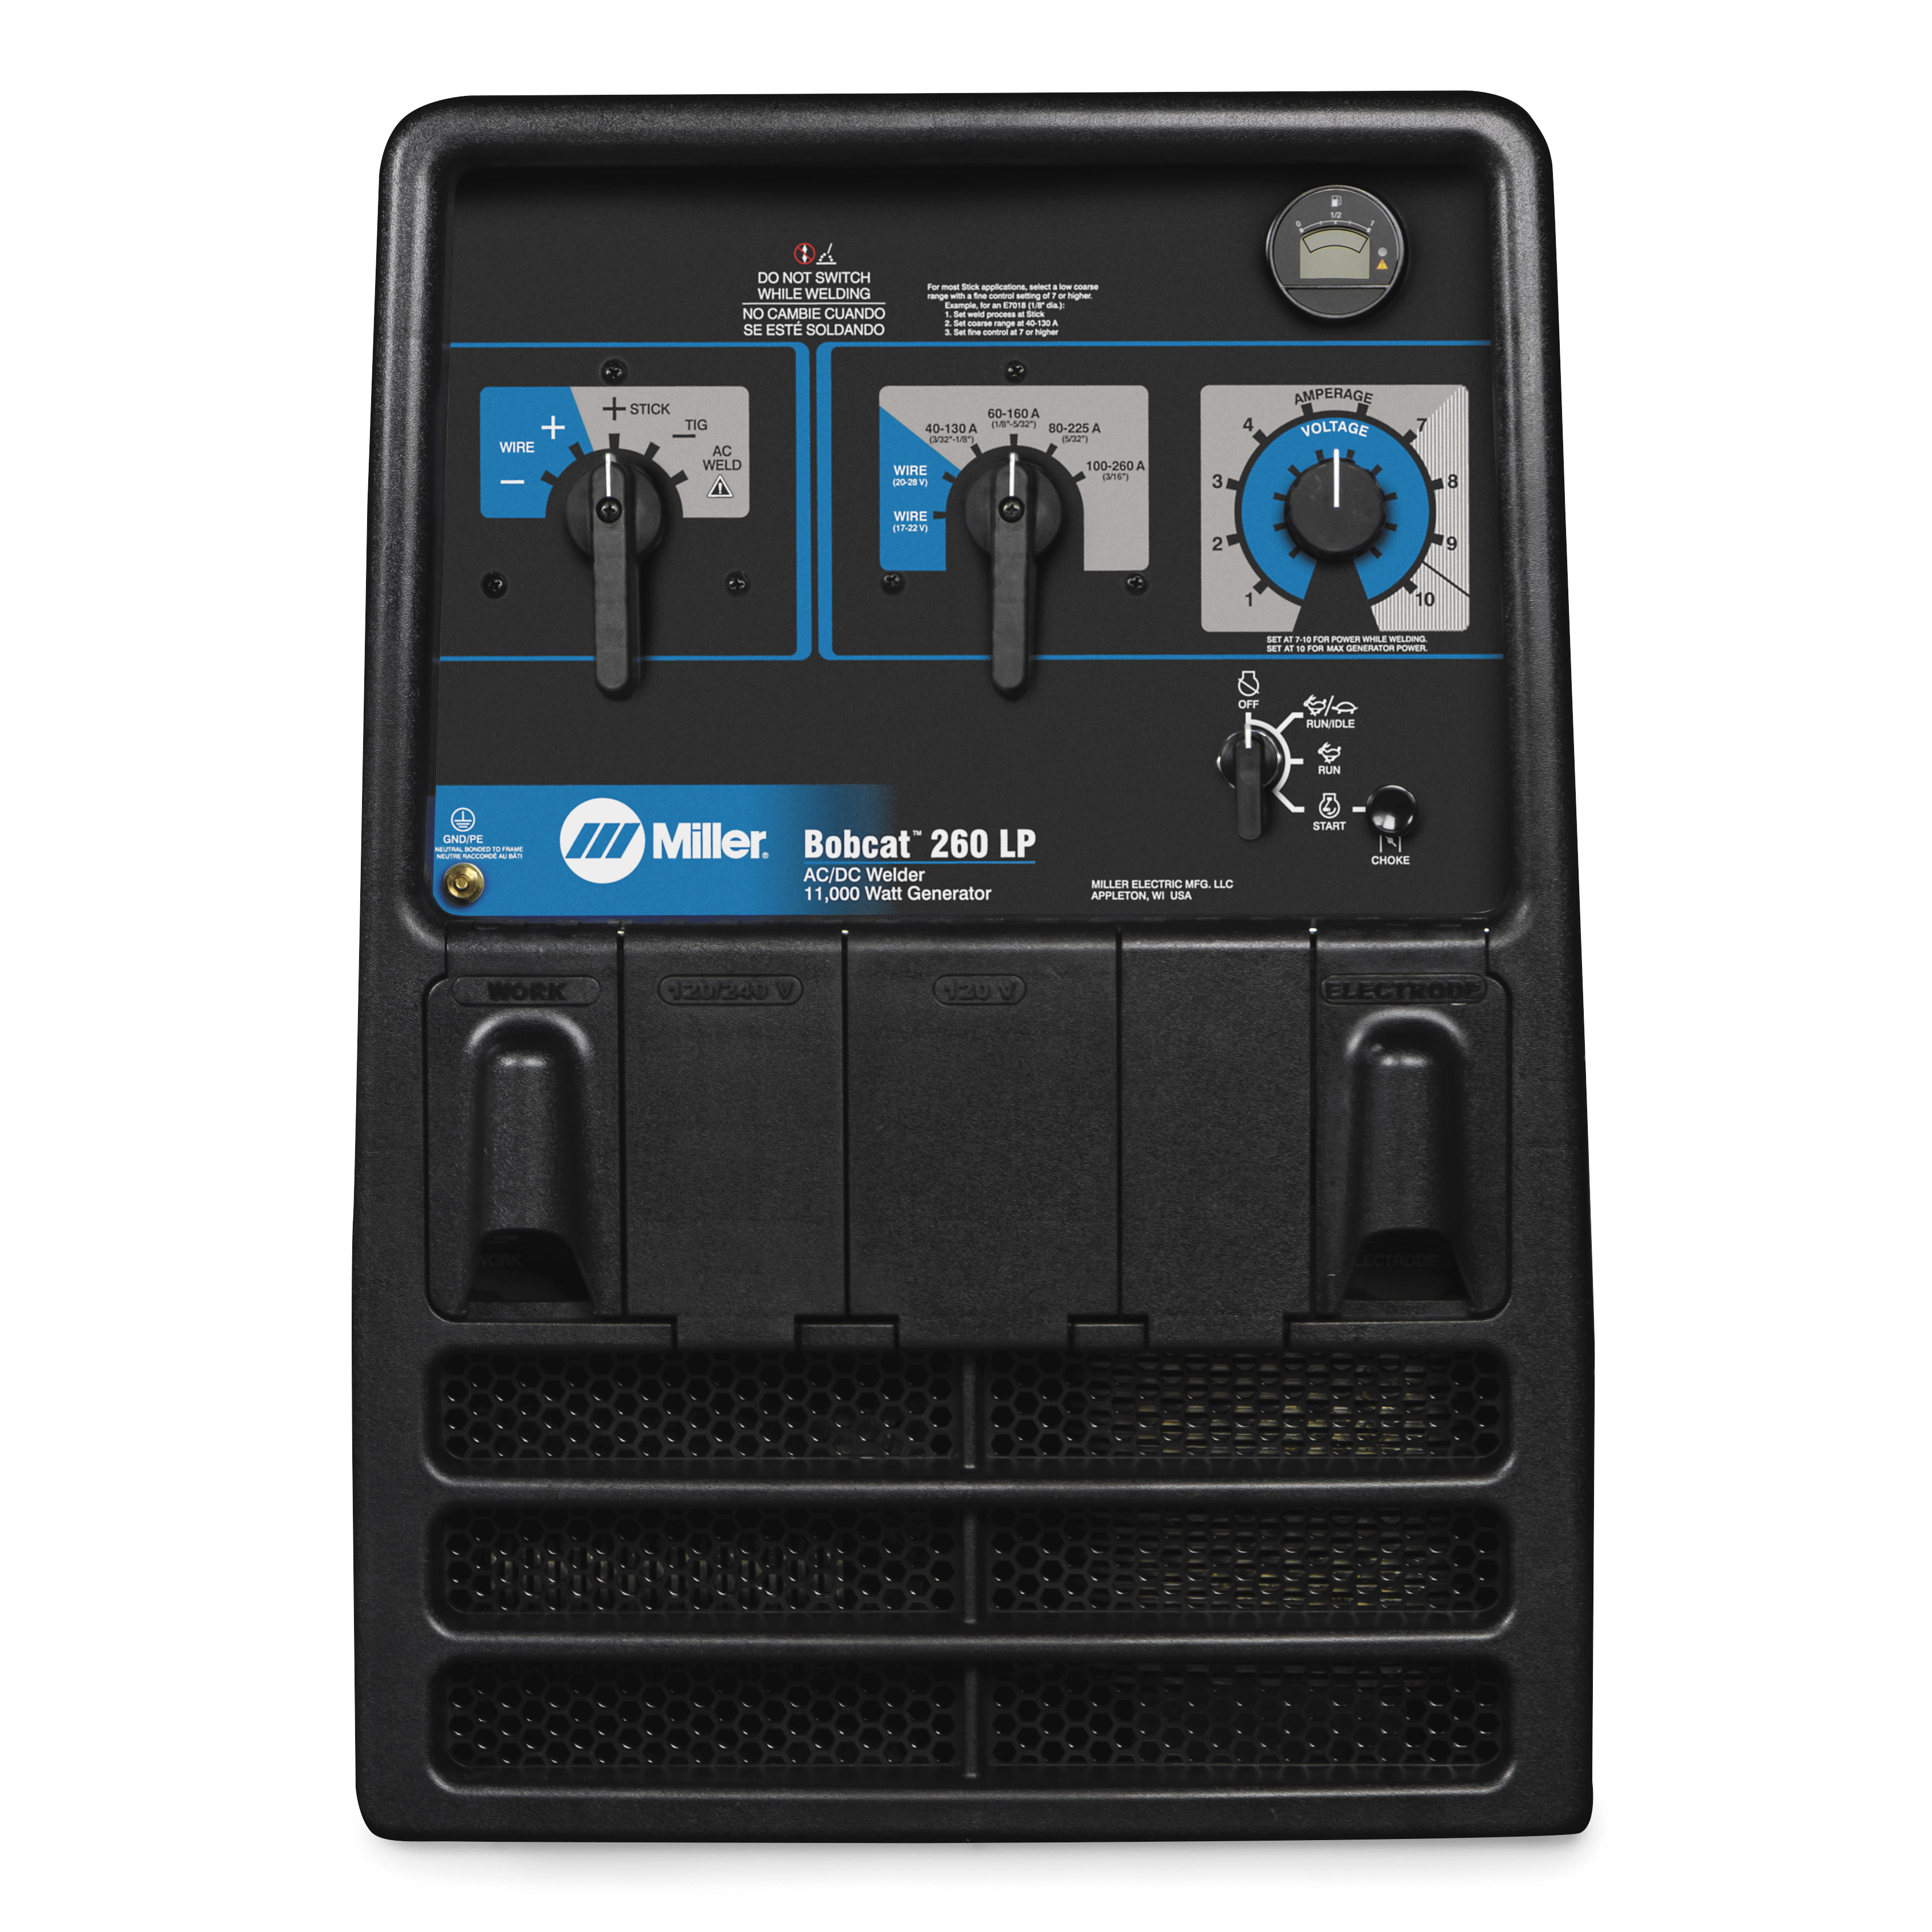 1/2
0
DO NOT SWITCH
WHILE WELDING
NO CAMBIE CUANDO
SE ESTÉ SOLDANDO
For most Stick applications, select a low coarse
range with a fine control setting of 7 or higher.
Example, for an E7018 (1/8" dia.):
1. Set weld process at Stick
2. Set coarse range at 40-130 A
3. Set fine control at 7 or higher
WIRE
+
−
+ STICK
− TIG
AC
WELD
WIRE
(17-22 V)
WIRE
(20-28 V)
40-130 A
(3/32"-1/8")
60-160 A
(1/8"-5/32")
80-225 A
(5/32")
100-260 A
(3/16")
AMPERAGE
VOLTAGE
1
2
3
4
7
8
9
10
SET AT 7-10 FOR POWER WHILE WELDING.
SET AT 10 FOR MAX GENERATOR POWER.
OFF
RUN/IDLE
RUN
START
CHOKE
GND/PE
NEUTRAL BONDED TO FRAME
NEUTRE RACCORDÉ AU BÂTI
Miller®
Bobcat™ 260 LP
AC/DC Welder
11,000 Watt Generator
MILLER ELECTRIC MFG. LLC
APPLETON, WI USA
WORK
120/240 V
120 V
ELECTRODE
WORK
ELECTRODE